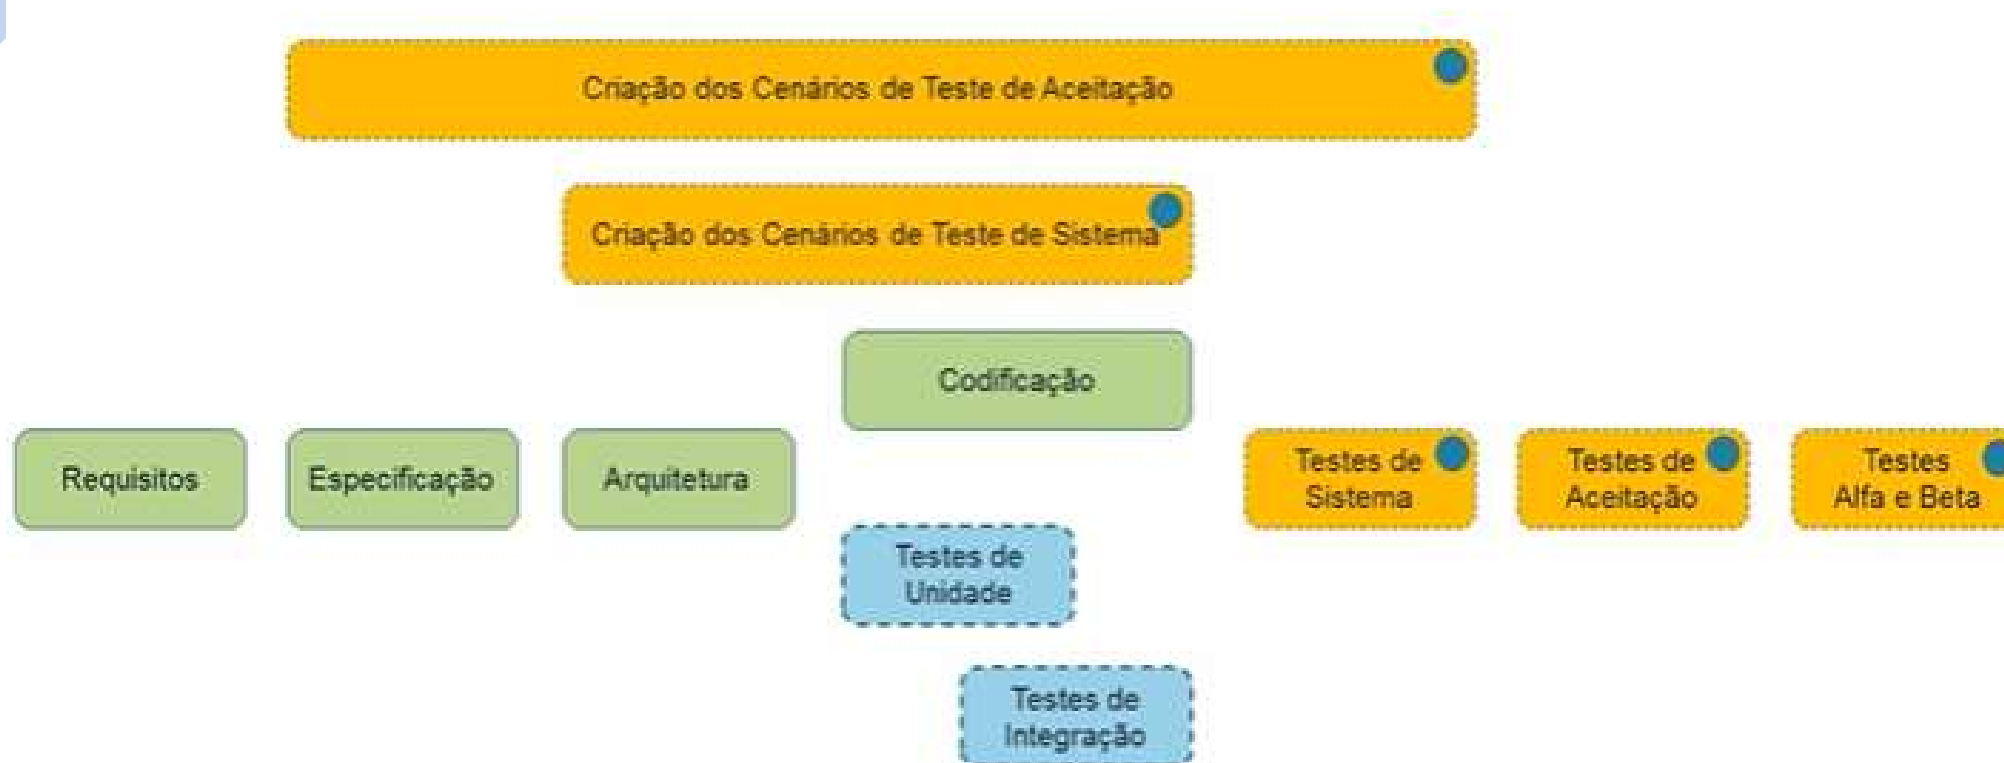 Criação dos Cenários de Teste de Aceitação
Criação dos Cenários de Teste de Sistema
Codificação
Requisitos
Especificação
Arquitetura
Testes de
Sistema
Testes de
Aceitação
Testes
Alfa e Beta
Testes de
Unidade
Testes de
Integração